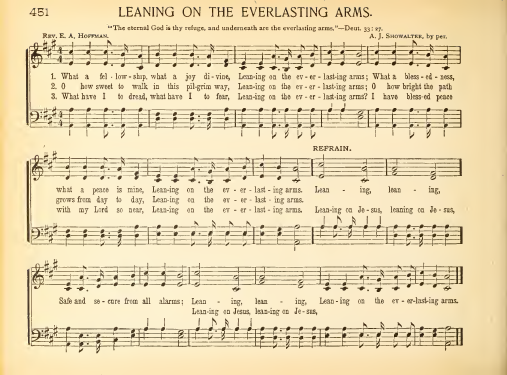 451 LEANING ON THE EVERLASTING ARMS.
"The eternal God is thy refuge, and underneath are the everlasting arms."—Deut. 33: 27.
REV. E. A. HOFFMAN. A. J. SHOWALTER, by per.
1. What a fel - low - ship, what a joy di - vine, Lean-ing on the ev - er - last-ing arms; What a bless - ed - ness,
2. O how sweet to walk in this pil-grim way, Lean-ing on the ev - er - last-ing arms; O how bright the path
3. What have I to dread, what have I to fear, Lean-ing on the ev - er - last-ing arms? I have bless-ed peace
REFRAIN.
what a peace is mine, Lean-ing on the ev - er - last - ing arms. Lean - ing, lean - ing,
grows from day to day, Lean-ing on the ev - er - last - ing arms.
with my Lord so near, Lean-ing on the ev - er - last - ing arms. Lean-ing on Je - sus, leaning on Je - sus,
Safe and se - cure from all alarms; Lean - ing, lean - ing, Lean - ing on the ev - er-last-ing arms.
Lean-ing on Jesus, lean-ing on Je-sus,